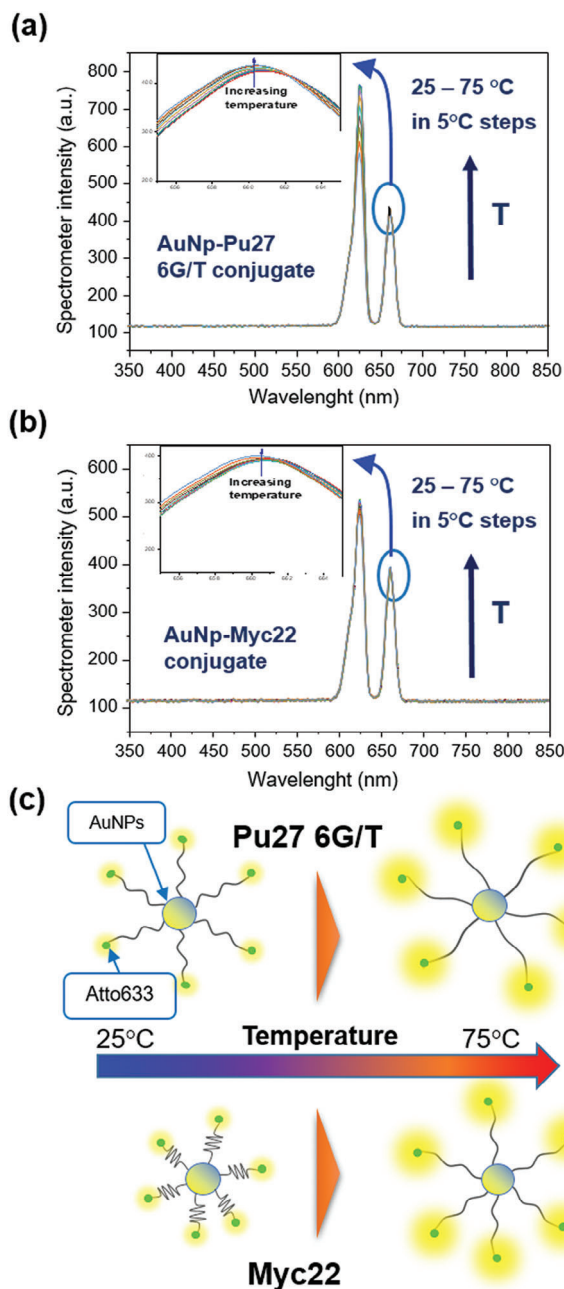 (a)
Spectrometer intensity (a.u.)
800
700
600
500
400
300
200
100
Increasing
temperature
25 – 75 °C
in 5°C steps
T
AuNp-Pu27
6G/T conjugate
350 400 450 500 550 600 650 700 750 800 850
Wavelenght (nm)
(b)
Spectrometer intensity (a.u.)
600
500
400
300
200
100
400
300
200
Increasing
temperature
25 – 75 °C
in 5°C steps
T
AuNp-Myc22
conjugate
350 400 450 500 550 600 650 700 750 800 850
Wavelenght (nm)
(c)
AuNPs
Pu27 6G/T
Atto633
25°C Temperature 75°C
Myc22